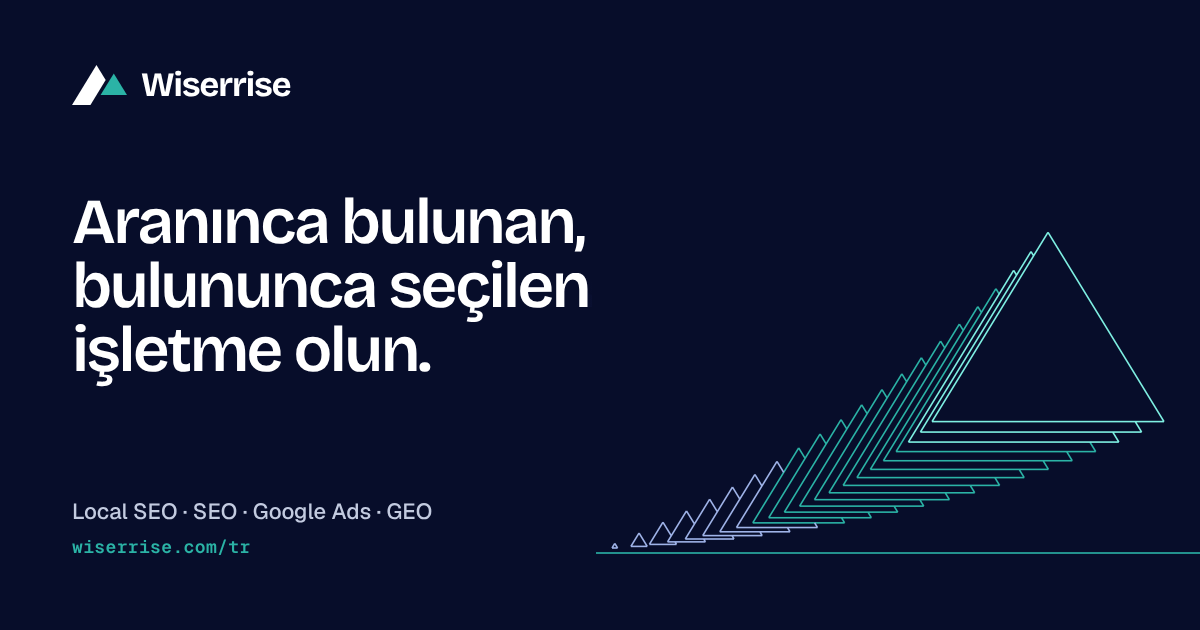 Wiserrise
Aranınca bulunan,
bulununca seçilen
işletme olun.
Local SEO · SEO · Google Ads · GEO
wiserrise.com/tr